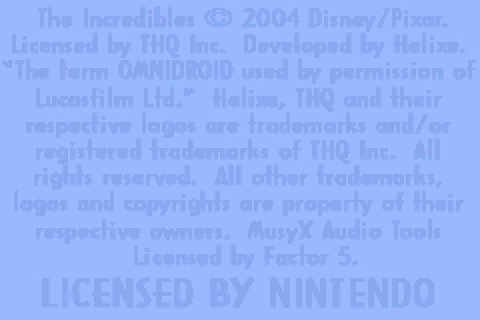 The Incredibles © 2004 Disney/Pixar.
Licensed by THQ Inc. Developed by Helixe.
"The term OMNIDROID used by permission of
Lucasfilm Ltd." Helixe, THQ and their
respective logos are trademarks and/or
registered trademarks of THQ Inc. All
rights reserved. All other trademarks,
logos and copyrights are property of their
respective owners. MusyX Audio Tools
Licensed by Factor 5.
LICENSED BY NINTENDO